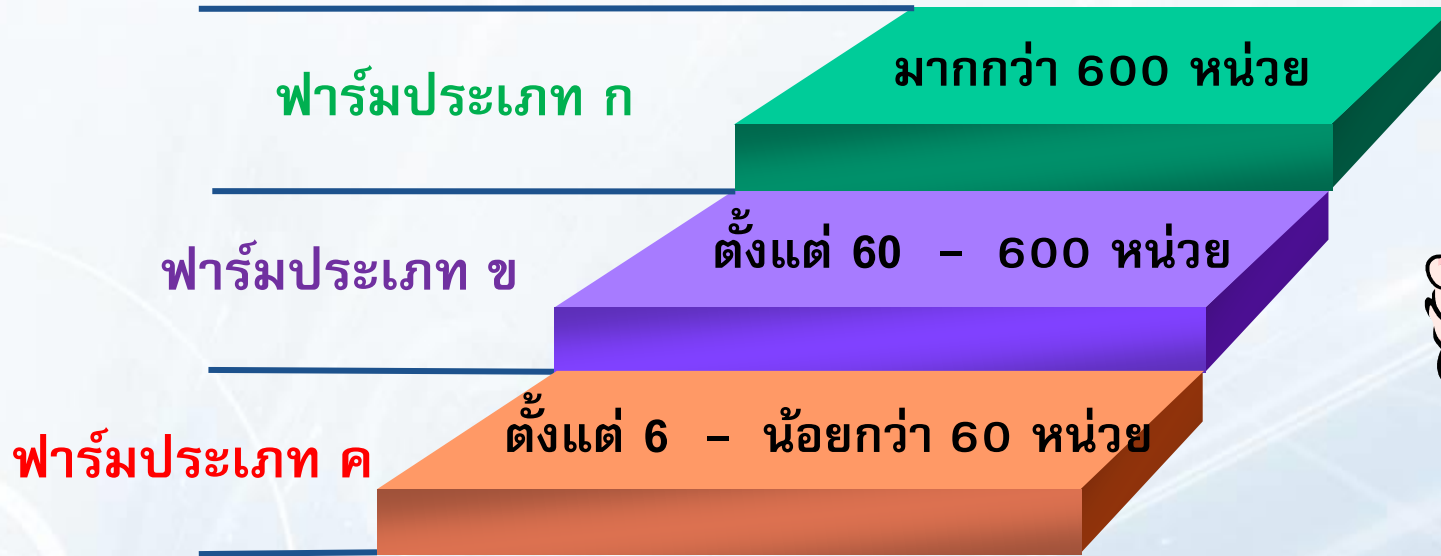 ฟาร์มประเภท ก
มากกว่า 600 หน่วย
ฟาร์มประเภท ข
ตั้งแต่ 60 – 600 หน่วย
ฟาร์มประเภท ค
ตั้งแต่ 6 – น้อยกว่า 60 หน่วย